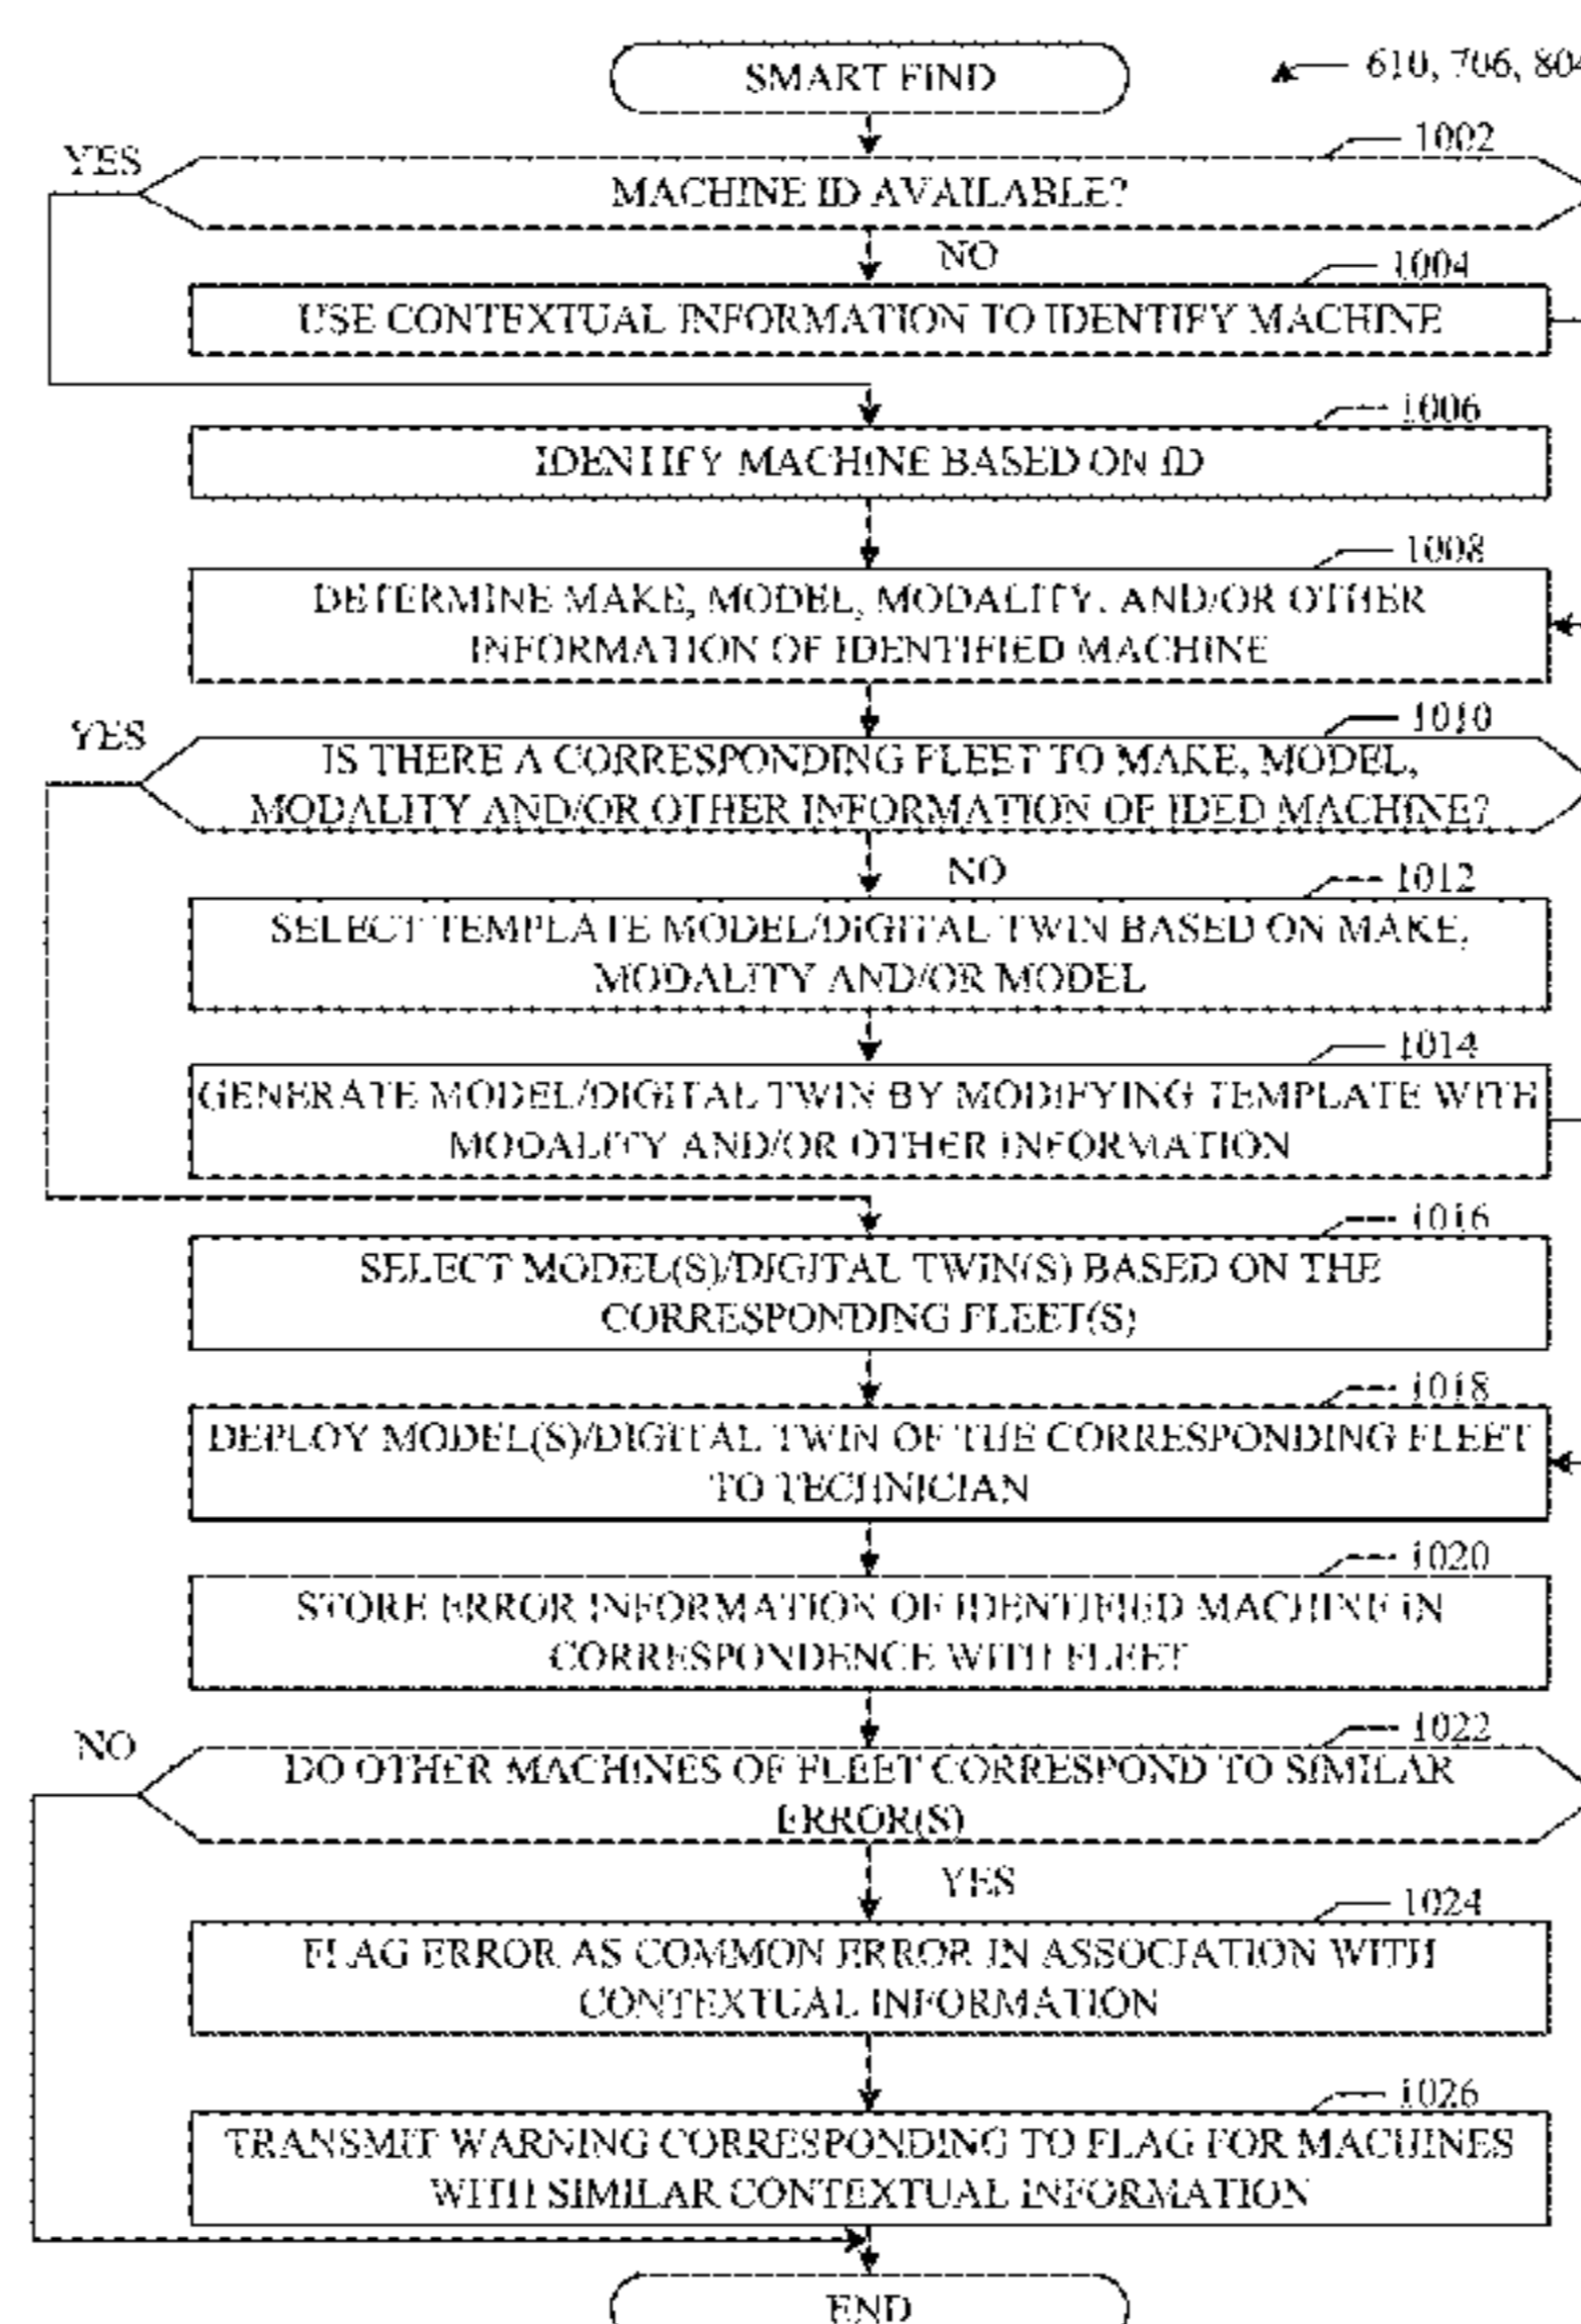 SMART FIND
610, 706, 804
YES
1002
MACHINE ID AVAILABLE?
NO
1004
USE CONTEXTUAL INFORMATION TO IDENTIFY MACHINE
1006
IDENTIFY MACHINE BASED ON ID
1008
DETERMINE MAKE, MODEL, MODALITY, AND/OR OTHER
INFORMATION OF IDENTIFIED MACHINE
YES
1010
IS THERE A CORRESPONDING FLEET TO MAKE, MODEL,
MODALITY AND/OR OTHER INFORMATION OF IDED MACHINE?
NO
1012
SELECT TEMPLATE MODEL/DIGITAL TWIN BASED ON MAKE,
MODALITY AND/OR MODEL
1014
GENERATE MODEL/DIGITAL TWIN BY MODIFYING TEMPLATE WITH
MODALITY AND/OR OTHER INFORMATION
1016
SELECT MODEL(S)/DIGITAL TWIN(S) BASED ON THE
CORRESPONDING FLEET(S)
1018
DEPLOY MODEL(S)/DIGITAL TWIN OF THE CORRESPONDING FLEET
TO TECHNICIAN
1020
STORE ERROR INFORMATION OF IDENTIFIED MACHINE IN
CORRESPONDENCE WITH FLEET
NO
1022
DO OTHER MACHINES OF FLEET CORRESPOND TO SIMILAR
ERROR(S)
YES
1024
FLAG ERROR AS COMMON ERROR IN ASSOCIATION WITH
CONTEXTUAL INFORMATION
1026
TRANSMIT WARNING CORRESPONDING TO FLAG FOR MACHINES
WITH SIMILAR CONTEXTUAL INFORMATION
END